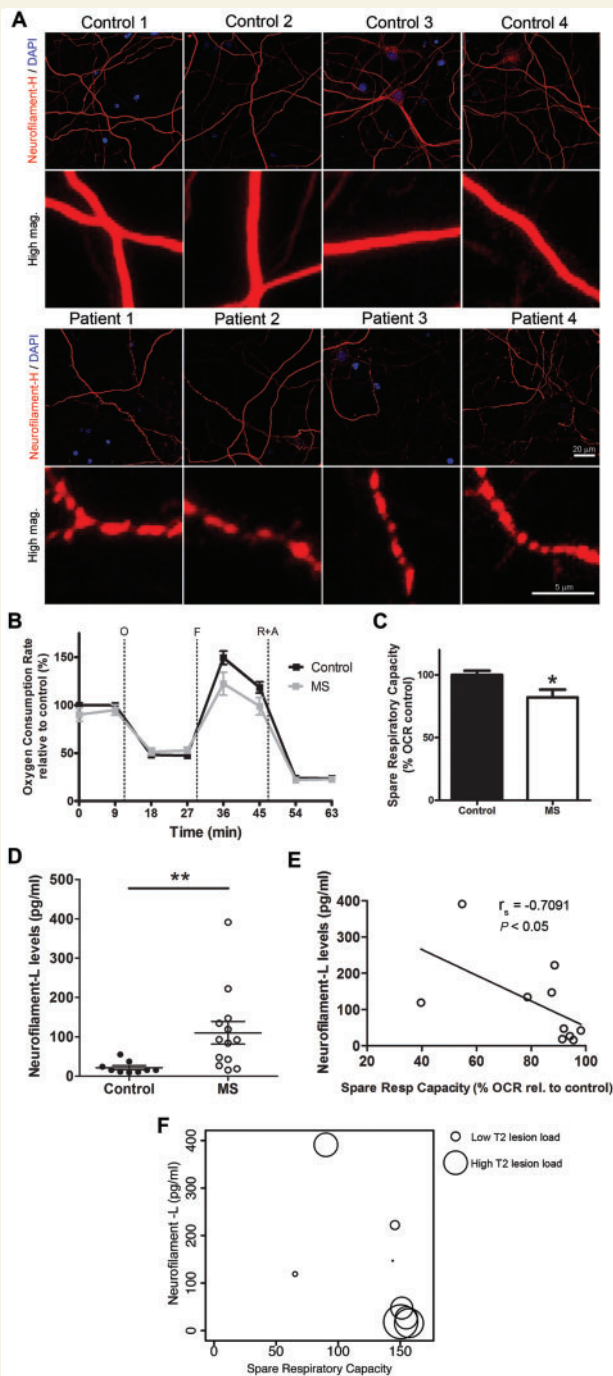 A
Control 1 Control 2 Control 3 Control 4
Neurofilament-H / DAPI
High mag.
Patient 1 Patient 2 Patient 3 Patient 4
Neurofilament-H / DAPI
20 µm
High mag.
5 µm
B
O F R+A
Oxygen Consumption Rate
relative to control (%)
150
100
50
0
Control
MS
0 9 18 27 36 45 54 63
Time (min)
C
Spare Respiratory Capacity
(% OCR control)
100
50
0
*
Control MS
D
**
Neurofilament-L levels (pg/ml)
500
400
300
200
100
0
Control MS
E
Neurofilament-L levels (pg/ml)
400
300
200
100
0
rs = -0.7091
P < 0.05
20 40 60 80 100
Spare Resp Capacity (% OCR rel. to control)
F
Neurofilament -L (pg/ml)
400
300
200
100
0
Low T2 lesion load
High T2 lesion load
0 50 100 150
Spare Respiratory Capacity